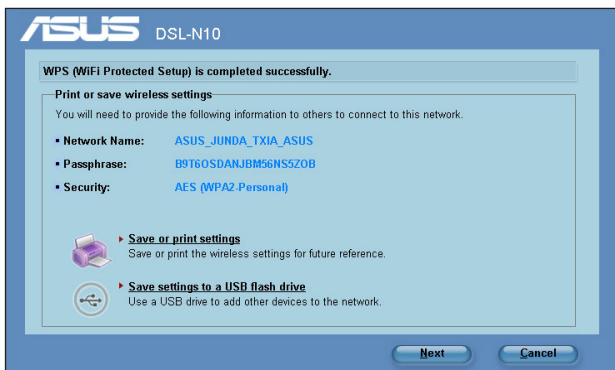 ASUS DSL-N10
WPS (WiFi Protected Setup) is completed successfully.
Print or save wireless settings
You will need to provide the following information to others to connect to this network.
▪ Network Name: ASUS_JUNDA_TXIA_ASUS
▪ Passphrase: B9T6OSDANJBM56NS5ZOB
▪ Security: AES (WPA2-Personal)
Save or print settings
Save or print the wireless settings for future reference.
Save settings to a USB flash drive
Use a USB drive to add other devices to the network.
Next Cancel